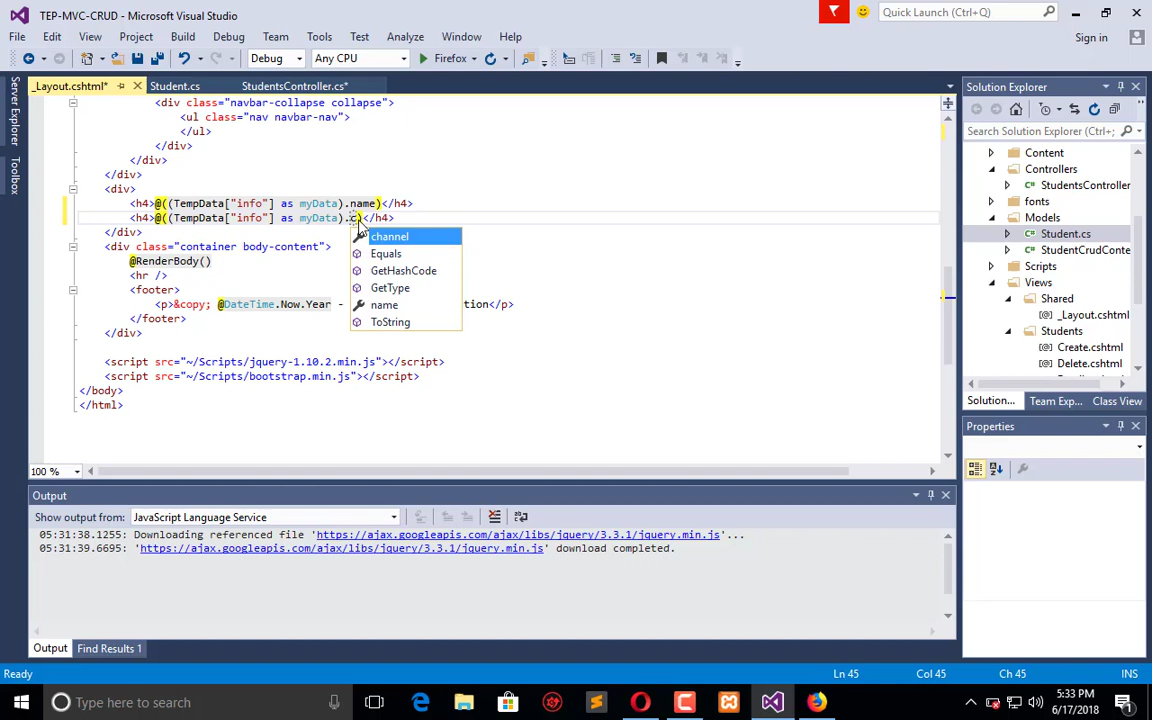 TEP-MVC-CRUD - Microsoft Visual Studio
Quick Launch (Ctrl+Q)
File Edit View Project Build Debug Team Tools Test Analyze Window Help
Sign in
Debug Any CPU Firefox
_Layout.cshtml* Student.cs StudentsController.cs*
Server Explorer
Toolbox
<div class="navbar-collapse collapse">
<ul class="nav navbar-nav">
</ul>
</div>
</div>
</div>
<div>
<h4>@((TempData["info"] as myData).name)</h4>
<h4>@((TempData["info"] as myData).c)</h4>
</div>
<div class="container body-content">
@RenderBody()
<hr />
<footer>
<p>&copy; @DateTime.Now.Year - tion</p>
</footer>
</div>
<script src="~/Scripts/jquery-1.10.2.min.js"></script>
<script src="~/Scripts/bootstrap.min.js"></script>
</body>
</html>
channel
Equals
GetHashCode
GetType
name
ToString
100 %
Solution Explorer
Search Solution Explorer (Ctrl+;)
Content
Controllers
StudentsController
fonts
Models
Student.cs
StudentCrudConte
Scripts
Views
Shared
_Layout.cshtml
Students
Create.cshtml
Delete.cshtml
Solution... Team Exp... Class View
Properties
Output
Show output from: JavaScript Language Service
05:31:38.1255: Downloading referenced file 'https://ajax.googleapis.com/ajax/libs/jquery/3.3.1/jquery.min.js'...
05:31:39.6695: 'https://ajax.googleapis.com/ajax/libs/jquery/3.3.1/jquery.min.js' download completed.
Output Find Results 1
Ready Ln 45 Col 45 Ch 45 INS
Type here to search
5:33 PM
6/17/2018
1